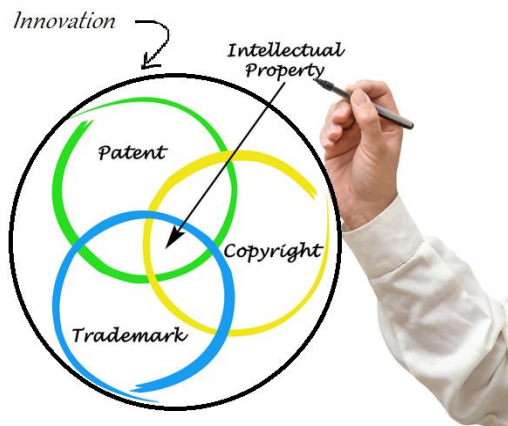 Innovation
Intellectual
Property
Patent
Copyright
Trademark